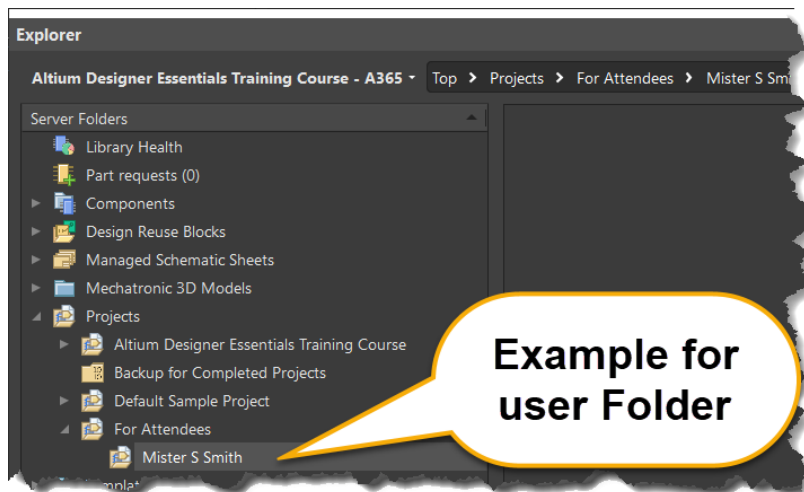 Explorer
Altium Designer Essentials Training Course - A365
Top Projects For Attendees Mister S Smi
Server Folders
Library Health
Part requests (0)
Components
Design Reuse Blocks
Managed Schematic Sheets
Mechatronic 3D Models
Projects
Altium Designer Essentials Training Course
Backup for Completed Projects
Default Sample Project
For Attendees
Mister S Smith
Example for
user Folder